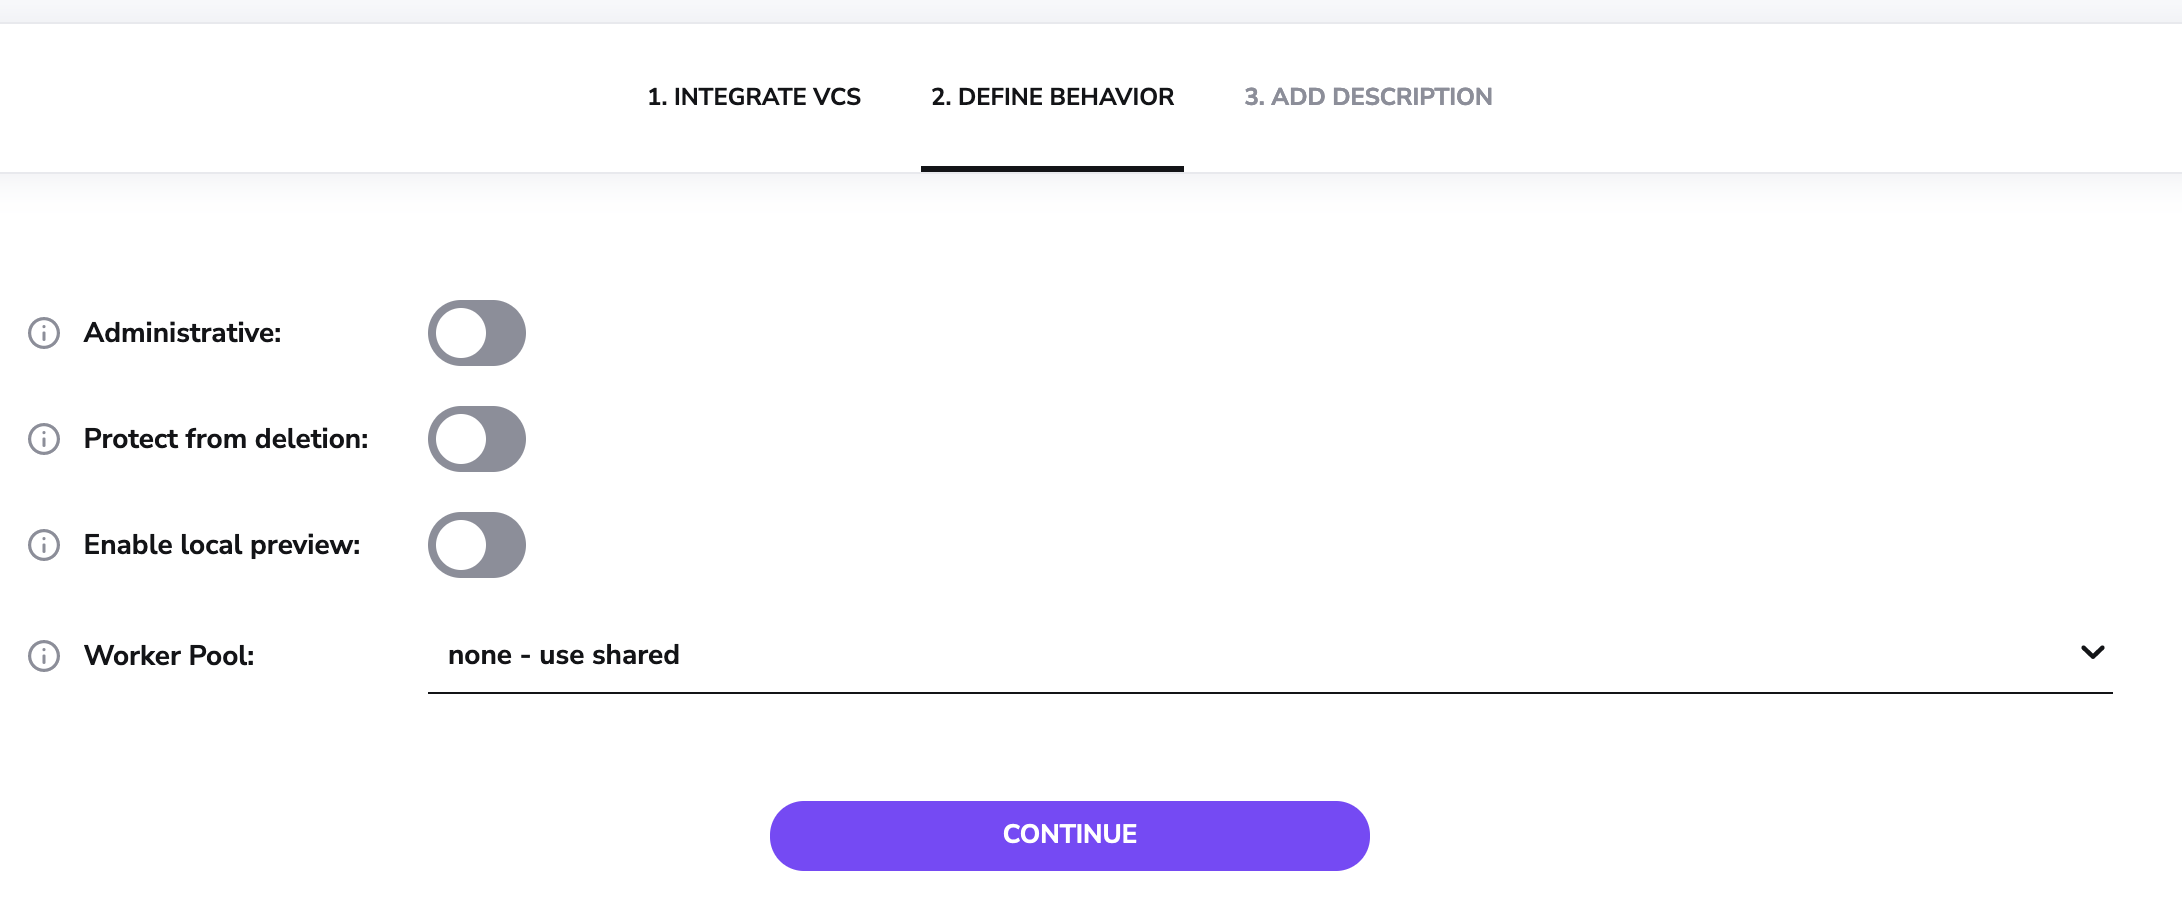 1. INTEGRATE VCS 2. DEFINE BEHAVIOR 3. ADD DESCRIPTION
Administrative:
Protect from deletion:
Enable local preview:
Worker Pool: none - use shared
CONTINUE